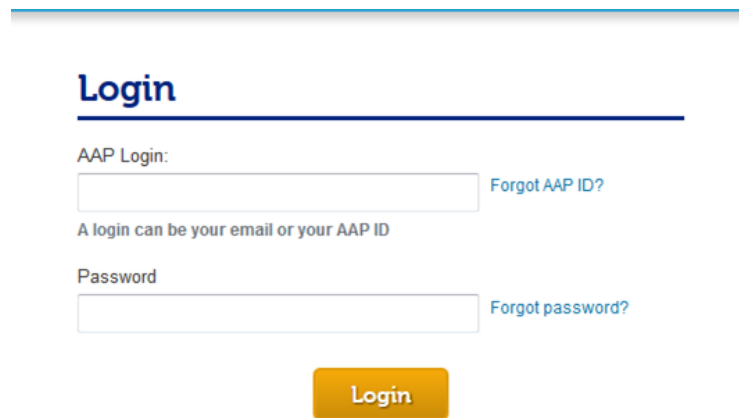 Login
AAP Login:
Forgot AAP ID?
A login can be your email or your AAP ID
Password
Forgot password?
Login